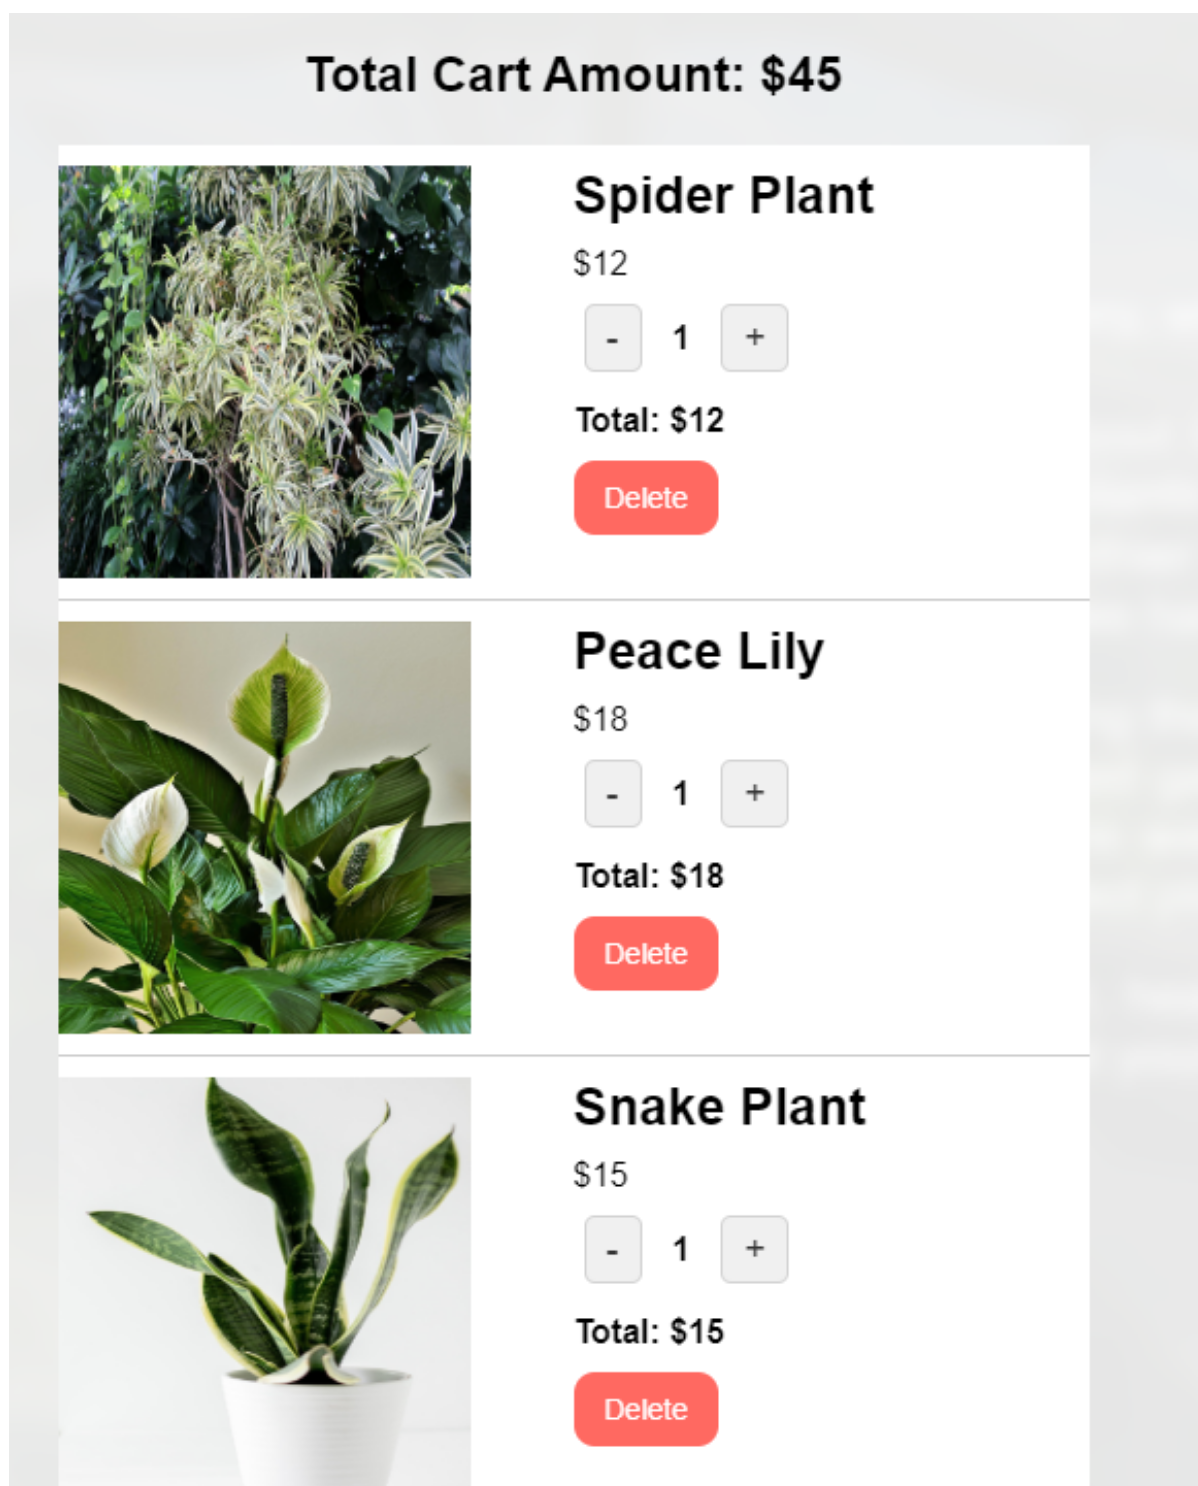 Total Cart Amount: $45
Spider Plant
$12
- 1 +
Total: $12
Delete
Peace Lily
$18
- 1 +
Total: $18
Delete
Snake Plant
$15
- 1 +
Total: $15
Delete